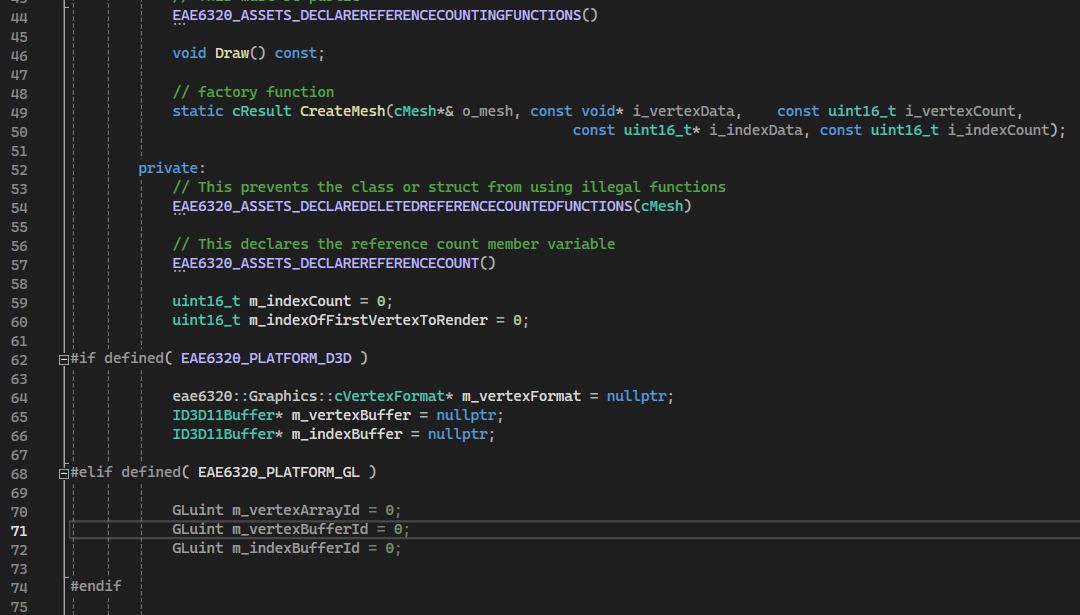 44 EAE6320_ASSETS_DECLAREREFERENCECOUNTINGFUNCTIONS()
45
46 void Draw() const;
47
48 // factory function
49 static cResult CreateMesh(cMesh*& o_mesh, const void* i_vertexData, const uint16_t i_vertexCount,
50 const uint16_t* i_indexData, const uint16_t i_indexCount);
51
52 private:
53 // This prevents the class or struct from using illegal functions
54 EAE6320_ASSETS_DECLAREDELETEDREFERENCECOUNTEDFUNCTIONS(cMesh)
55
56 // This declares the reference count member variable
57 EAE6320_ASSETS_DECLAREREFERENCECOUNT()
58
59 uint16_t m_indexCount = 0;
60 uint16_t m_indexOfFirstVertexToRender = 0;
61
62 #if defined( EAE6320_PLATFORM_D3D )
63
64 eae6320::Graphics::cVertexFormat* m_vertexFormat = nullptr;
65 ID3D11Buffer* m_vertexBuffer = nullptr;
66 ID3D11Buffer* m_indexBuffer = nullptr;
67
68 #elif defined( EAE6320_PLATFORM_GL )
69
70 GLuint m_vertexArrayId = 0;
71 GLuint m_vertexBufferId = 0;
72 GLuint m_indexBufferId = 0;
73
74 #endif
75